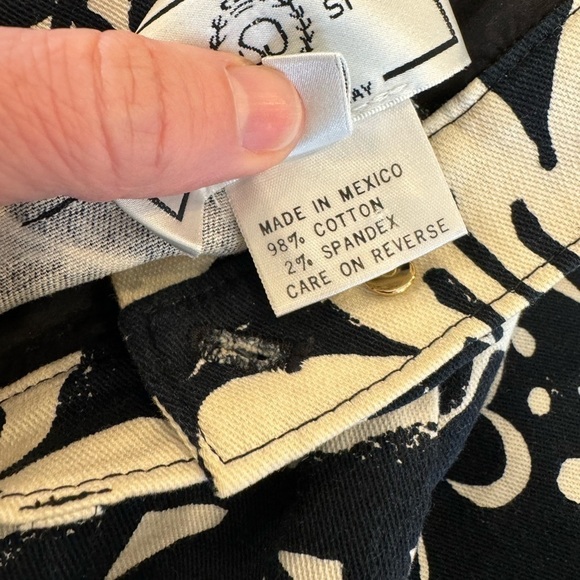 MADE IN MEXICO
98% COTTON
2% SPANDEX
CARE ON REVERSE